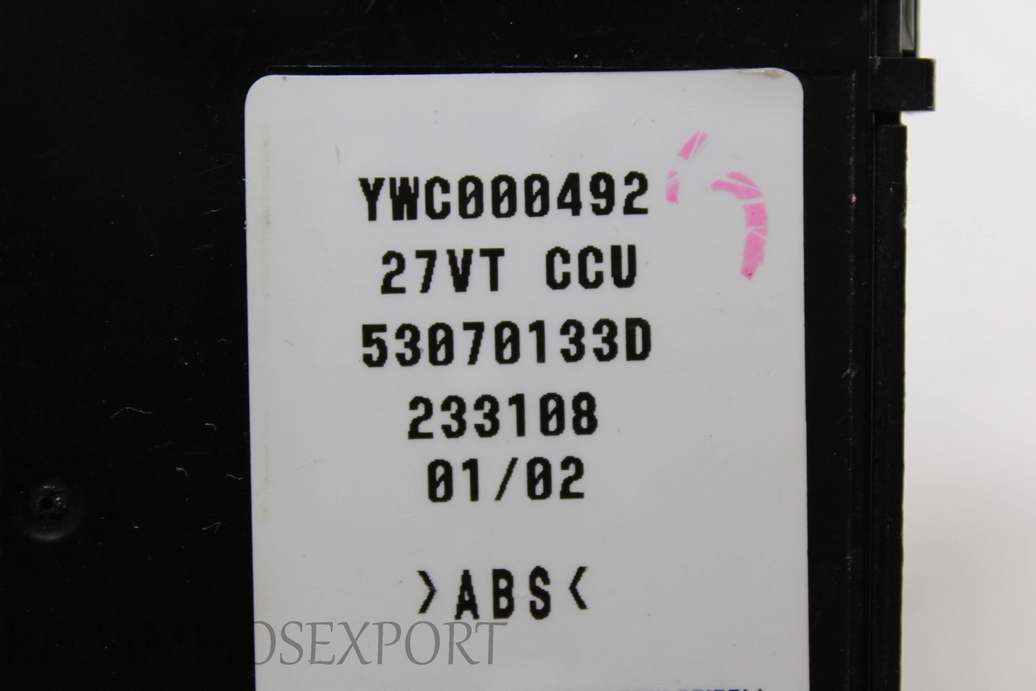 YWC000492
27VT CCU
53070133D
233108
01/02
>ABS<
OSEXPORT